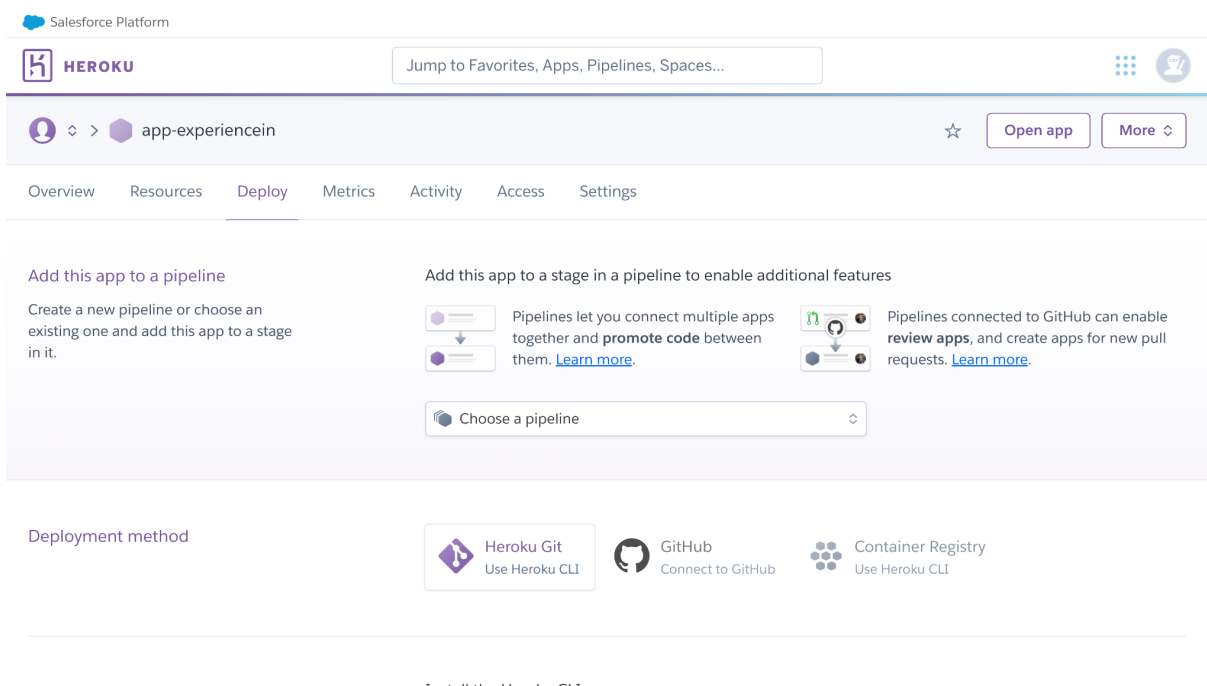 Salesforce Platform
HEROKU
Jump to Favorites, Apps, Pipelines, Spaces...
app-experiencein
Open app
More
Overview
Resources
Deploy
Metrics
Activity
Access
Settings
Add this app to a pipeline
Create a new pipeline or choose an
existing one and add this app to a stage
in it.
Add this app to a stage in a pipeline to enable additional features
Pipelines let you connect multiple apps
together and promote code between
them. Learn more.
Pipelines connected to GitHub can enable
review apps, and create apps for new pull
requests. Learn more.
Choose a pipeline
Deployment method
Heroku Git
Use Heroku CLI
GitHub
Connect to GitHub
Container Registry
Use Heroku CLI